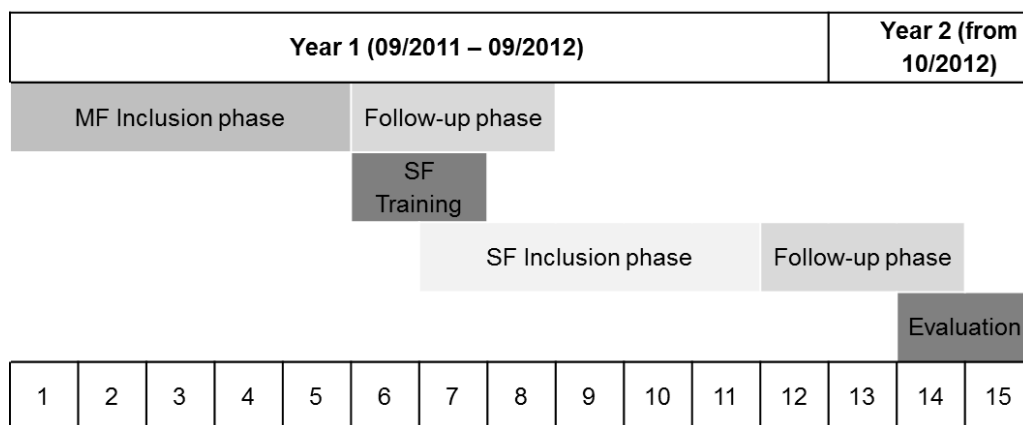 Year 1 (09/2011 – 09/2012)
Year 2 (from
10/2012)
MF Inclusion phase
Follow-up phase
SF
Training
SF Inclusion phase
Follow-up phase
Evaluation
1 2 3 4 5 6 7 8 9 10 11 12 13 14 15